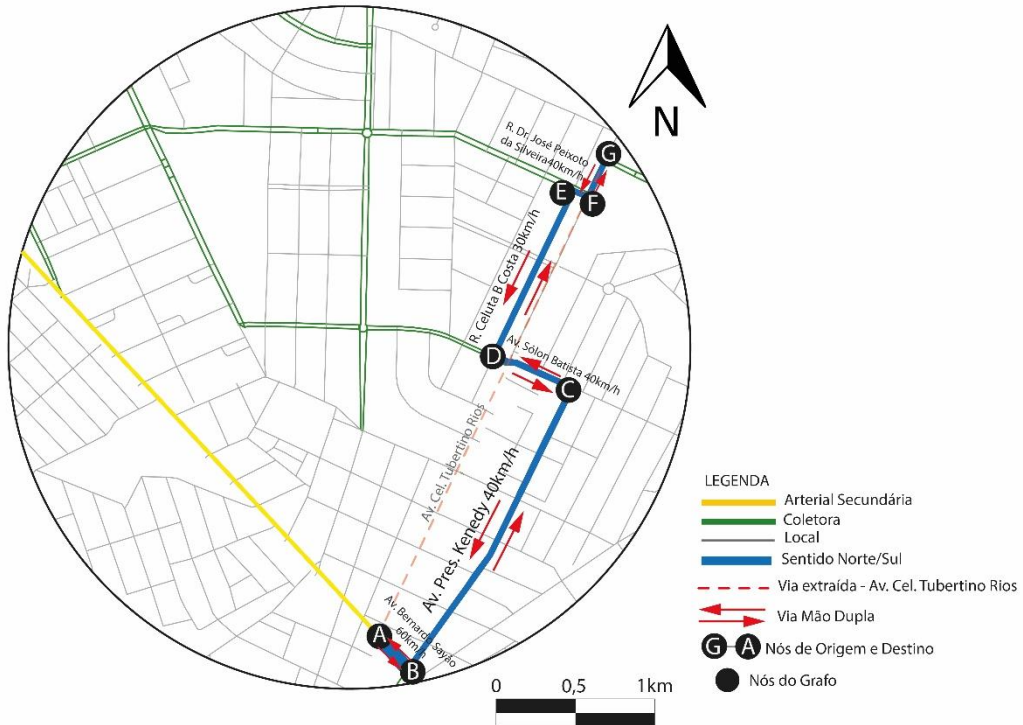 N
R. Dr. José Peixoto
da Silveira40km/h
G
E
F
R. Celuta B Costa 30km/h
D
Av. Sólon Batista 40km/h
C
Av. Cel. Tubertino Rios
Av. Pres. Kenedy 40km/h
Av. Bernardo Sayão
60km/h
A
B
LEGENDA
Arterial Secundária
Coletora
Local
Sentido Norte/Sul
Via extraída - Av. Cel. Tubertino Rios
Via Mão Dupla
G A Nós de Origem e Destino
Nós do Grafo
0 0,5 1km